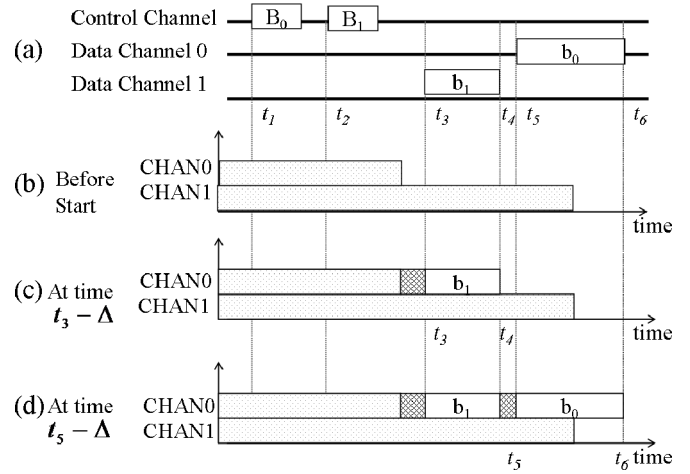 Control Channel B₀ B₁
(a) Data Channel 0 b₀
Data Channel 1 b₁
t₁ t₂ t₃ t₄ t₅ t₆
CHAN0
(b) Before Start CHAN1
time
CHAN0 b₁
(c) At time t₃ − Δ CHAN1
t₃ t₄ time
CHAN0 b₁ b₀
(d) At time t₅ − Δ CHAN1
t₅ t₆ time